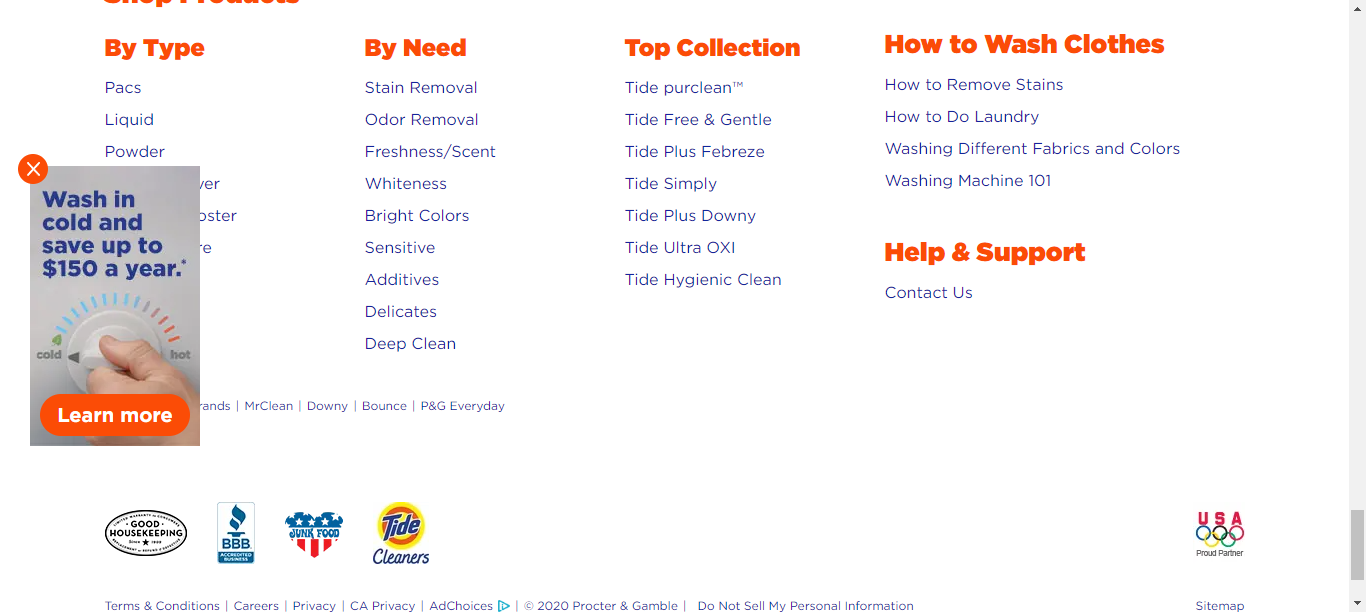 Shop Products
By Type
Pacs
Liquid
Powder
ver
oster
re
By Need
Stain Removal
Odor Removal
Freshness/Scent
Whiteness
Bright Colors
Sensitive
Additives
Delicates
Deep Clean
Top Collection
Tide purclean™
Tide Free & Gentle
Tide Plus Febreze
Tide Simply
Tide Plus Downy
Tide Ultra OXI
Tide Hygienic Clean
How to Wash Clothes
How to Remove Stains
How to Do Laundry
Washing Different Fabrics and Colors
Washing Machine 101
Help & Support
Contact Us
Wash in
cold and
save up to
$150 a year.*
cold hot
Learn more
rands | MrClean | Downy | Bounce | P&G Everyday
GOOD
HOUSEKEEPING
Since 1909
BBB
ACCREDITED
BUSINESS
JUNK FOOD
Tide
Cleaners
USA
Proud Partner
Terms & Conditions | Careers | Privacy | CA Privacy | AdChoices | © 2020 Procter & Gamble | Do Not Sell My Personal Information
Sitemap